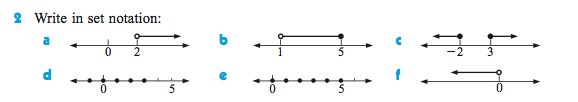 2 Write in set notation:
a 0 2 b 1 5 c −2 3
d 0 5 e 0 5 f 0